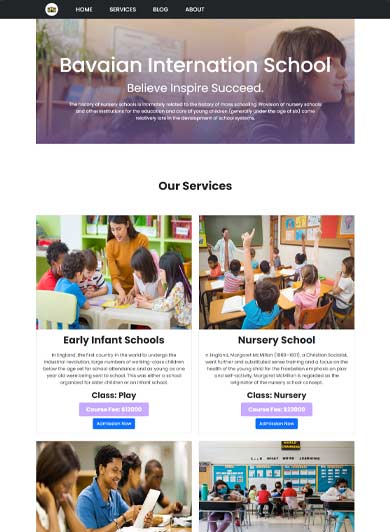 HOME SERVICES BLOG ABOUT
Bavaian Internation School
Believe Inspire Succeed.
The history of nursery schools is intimately related to the history of mass schooling. Provision of nursery schools
and other institutions for the education and care of young children (generally under the age of six) came
relatively late in the development of school systems.
Our Services
Early Infant Schools
In England, the first country in the world to undergo the
industrial revolution, large numbers of working-class children
below the age set for school attendance and as young as one
year old were being sent to school. This was either a school
organized for older children or an infant school.
Class: Play
Course Fee: $12000
Admission Now
Nursery School
In England, Margaret McMillan (1860-1931), a Christian Socialist,
went further and substituted sense training and a focus on the
health of the young child for the Froebelian emphasis on play
and self-activity. Margaret McMillan is regarded as the
originator of the nursery school concept.
Class: Nursery
Course Fee: $23000
Admission Now